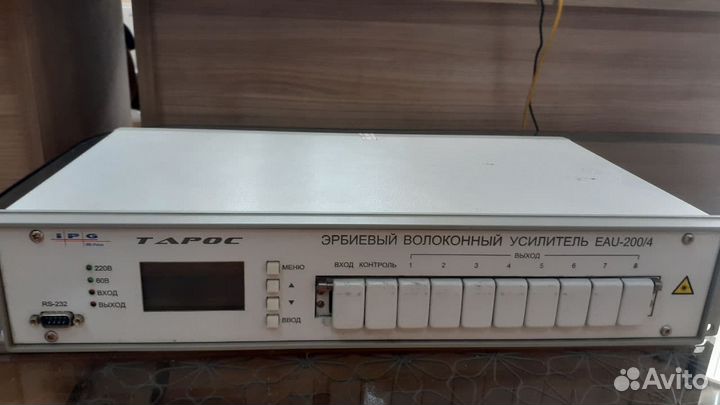 IPG
ТАРОС
ЭРБИЕВЫЙ ВОЛОКОННЫЙ УСИЛИТЕЛЬ EAU-200/4
220В
60В
ВХОД
ВЫХОД
RS-232
МЕНЮ
ВВОД
ВЫХОД
ВХОД КОНТРОЛЬ 1 2 3 4 5 6 7 8
Avito